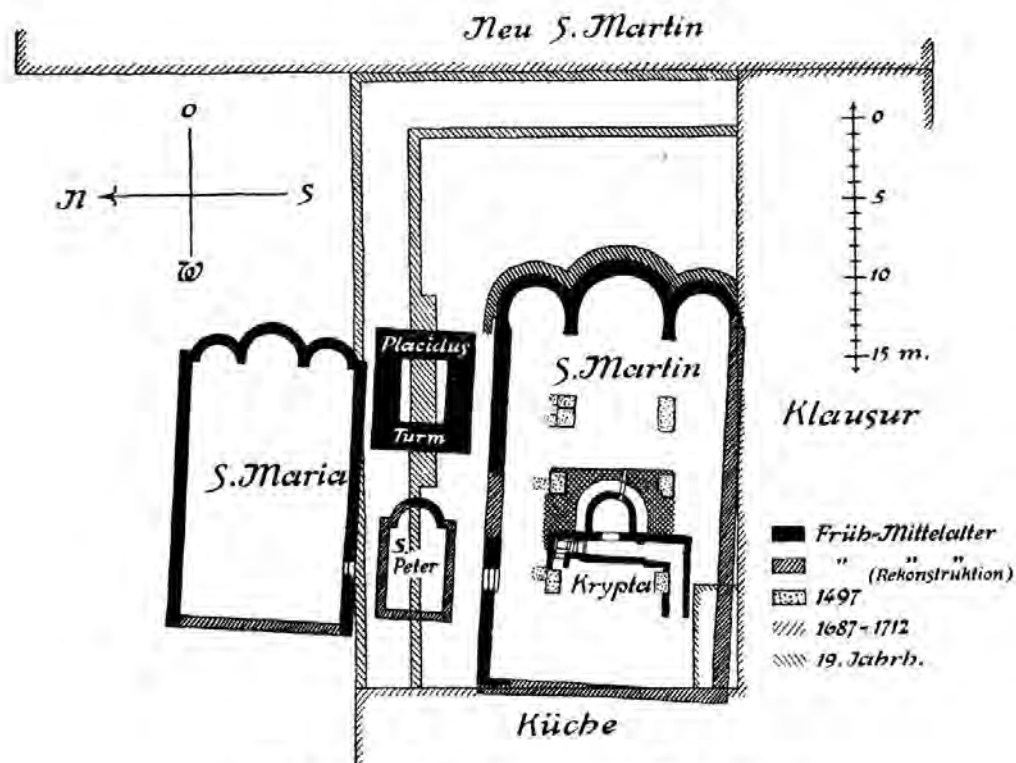 Neu S. Martin
O
N
S
W
0
5
10
15 m.
Placidus
Turm
S. Martin
Klausur
S. Maria
S.
Peter
Krypta
Früh-Mittelalter
" " " (Rekonstruktion)
1497
1687-1712
19. Jahrh.
Küche